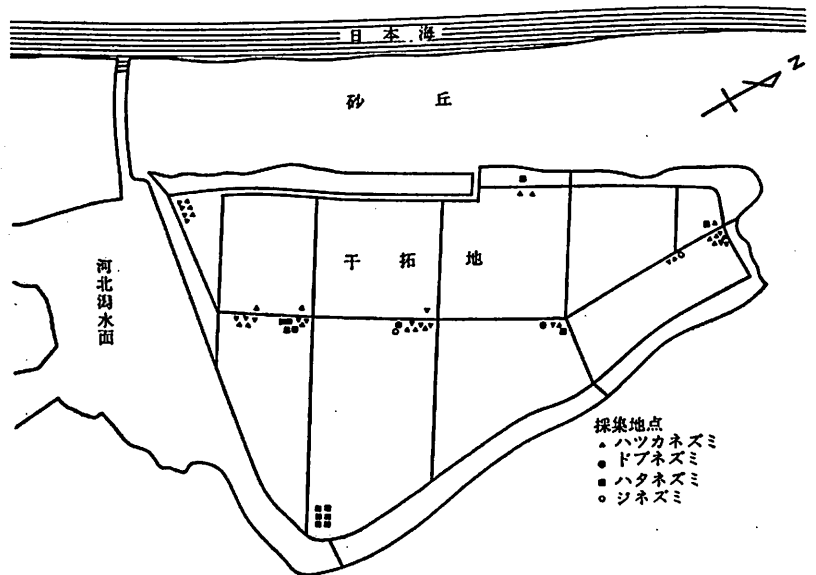 日本海
N
砂丘
干拓地
河北潟水面
採集地点
▲ ハツカネズミ
● ドブネズミ
■ ハタネズミ
○ ジネズミ